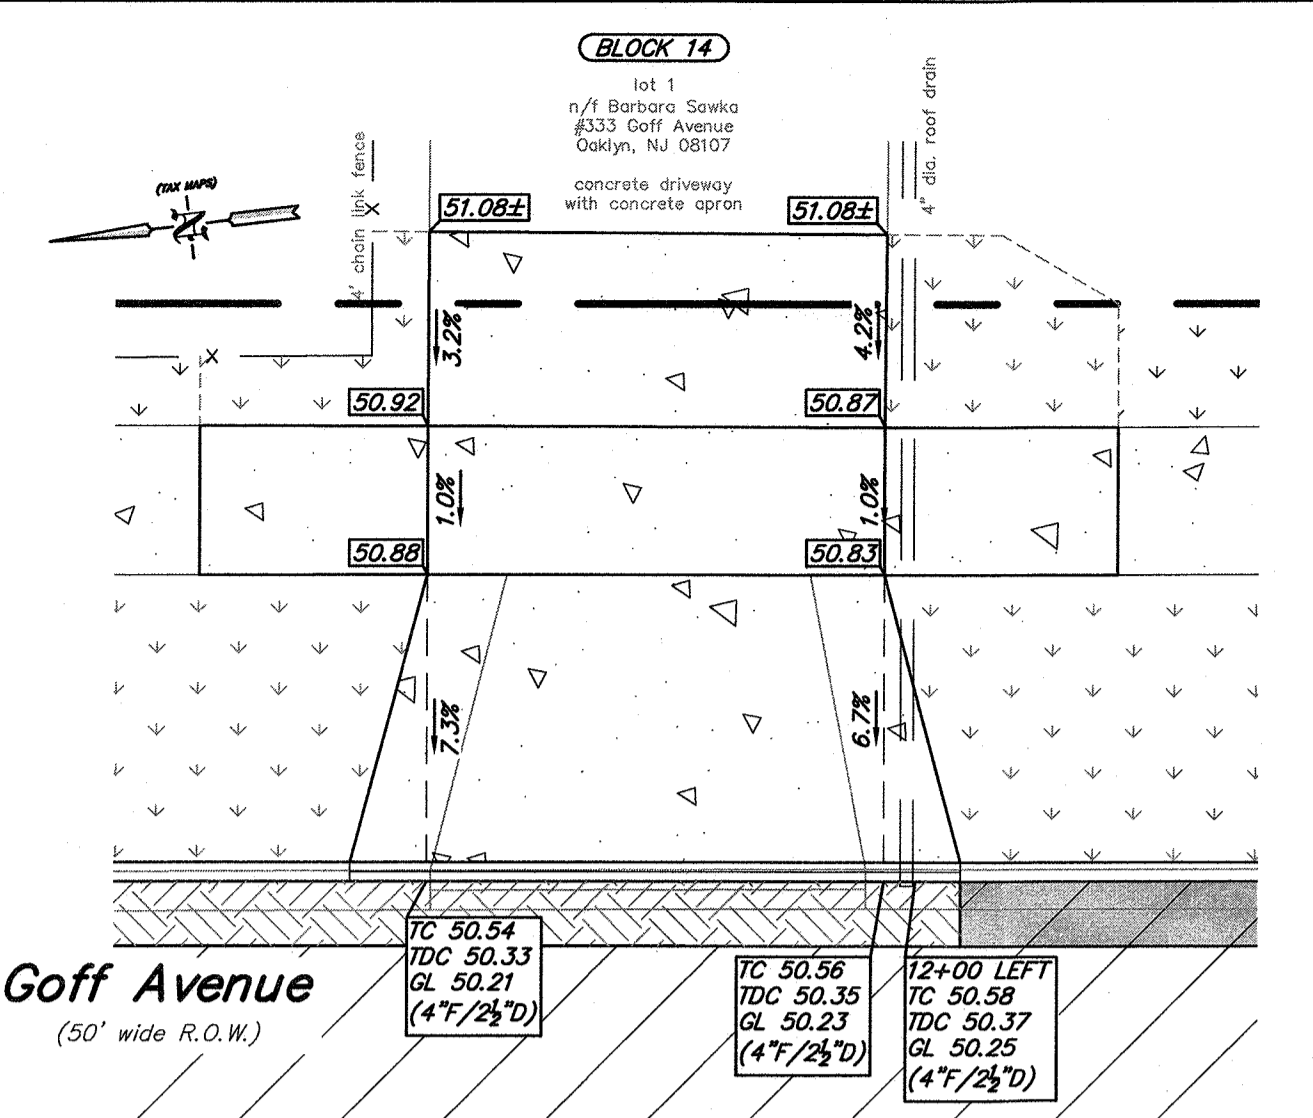 BLOCK 14
lot 1
n/f Barbara Sawka
#333 Goff Avenue
Oaklyn, NJ 08107
concrete driveway
with concrete apron
4' chain link fence
4" dia. roof drain
(TAX MAPS)
N
X
X
51.08±
51.08±
3.2%
4.2%
50.92
50.87
1.0%
1.0%
50.88
50.83
7.3%
6.7%
TC 50.54
TDC 50.33
GL 50.21
(4"F/2½"D)
TC 50.56
TDC 50.35
GL 50.23
(4"F/2½"D)
12+00 LEFT
TC 50.58
TDC 50.37
GL 50.25
(4"F/2½"D)
Goff Avenue
(50' wide R.O.W.)